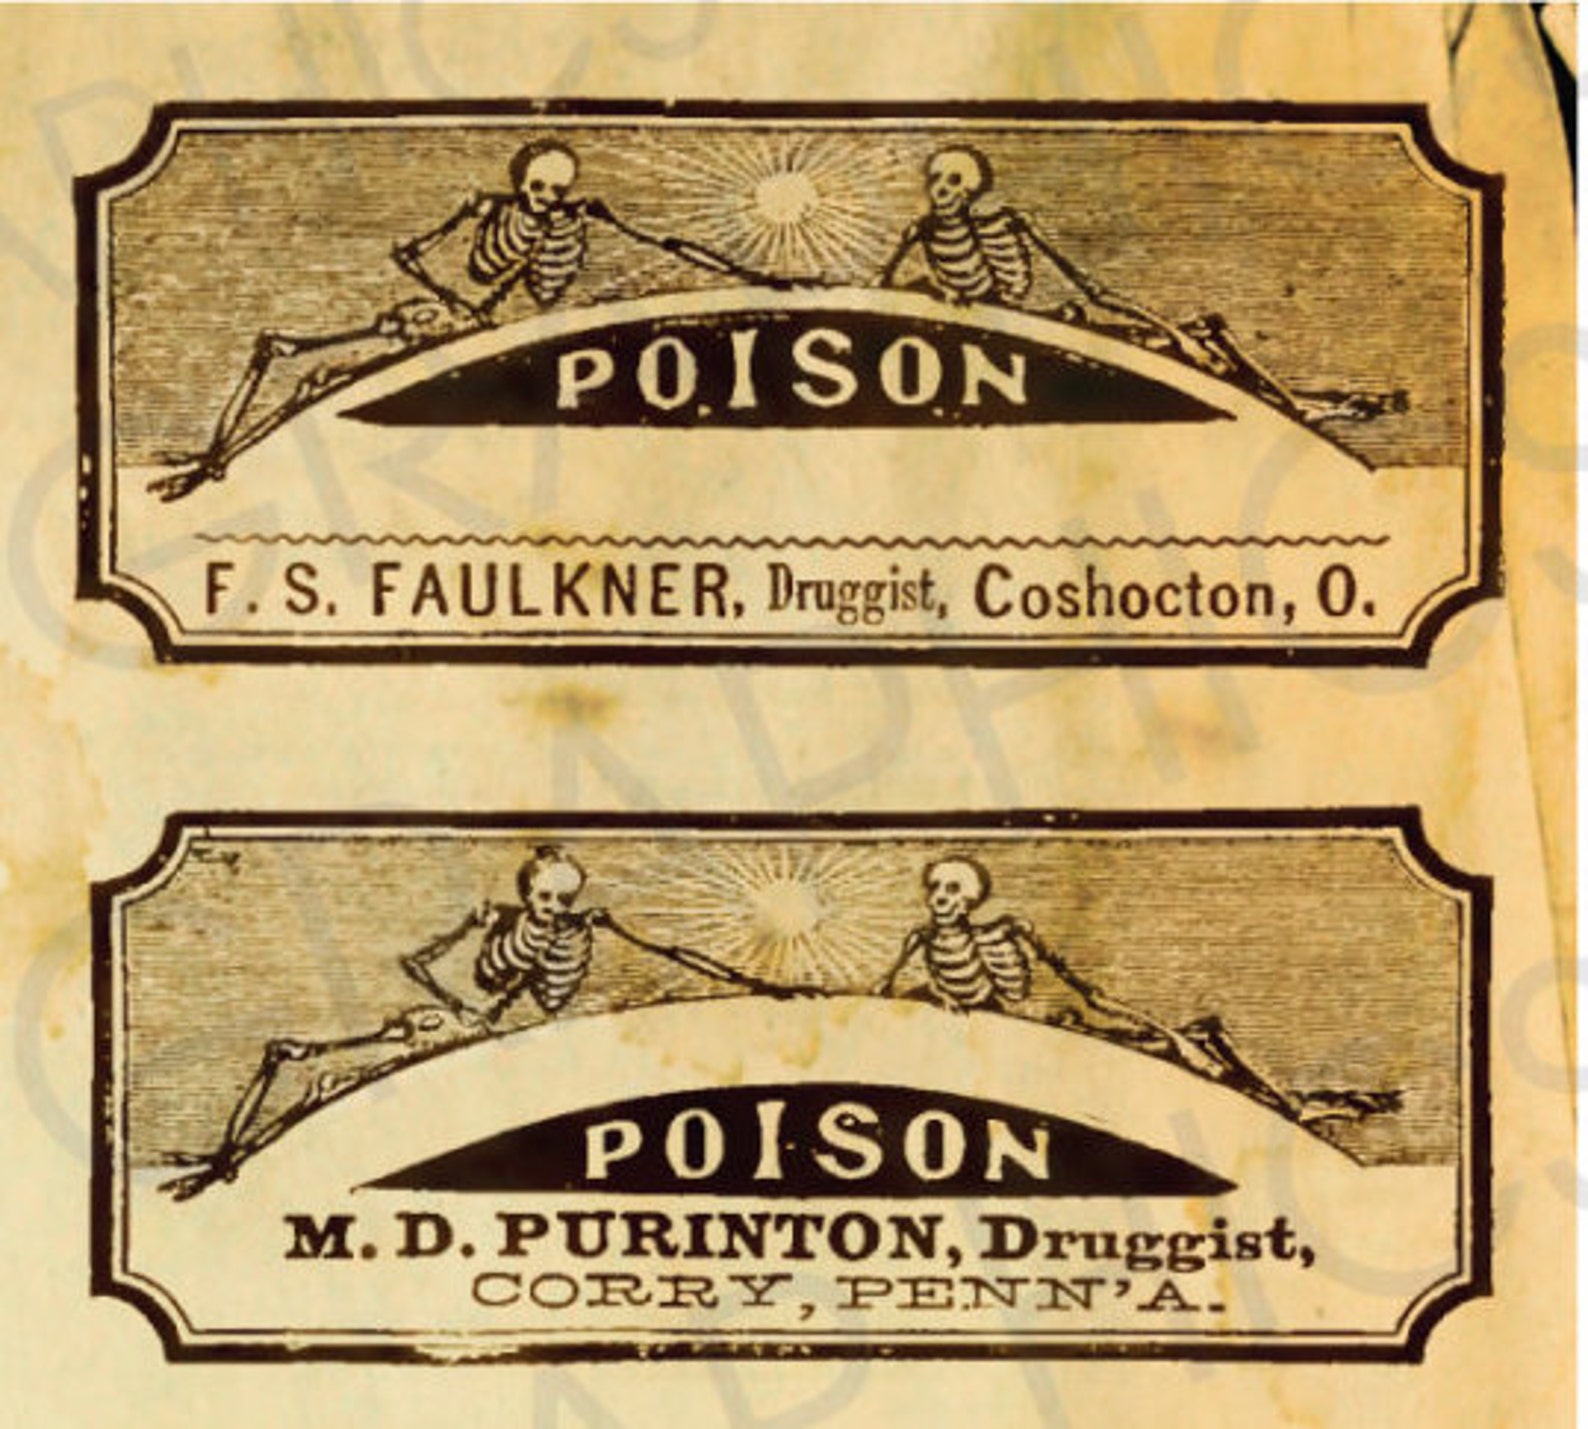 POISON
F. S. FAULKNER, Druggist, Coshocton, O.
POISON
M. D. PURINTON, Druggist,
CORRY, PENN'A.